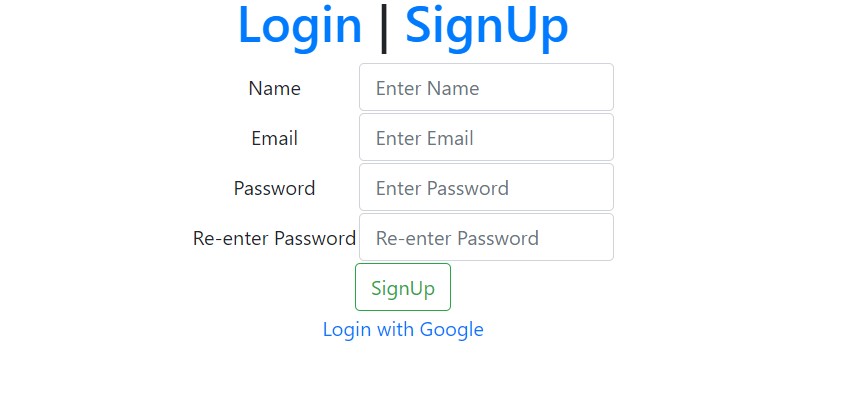 Login | SignUp
Name Enter Name
Email Enter Email
Password Enter Password
Re-enter Password Re-enter Password
SignUp
Login with Google